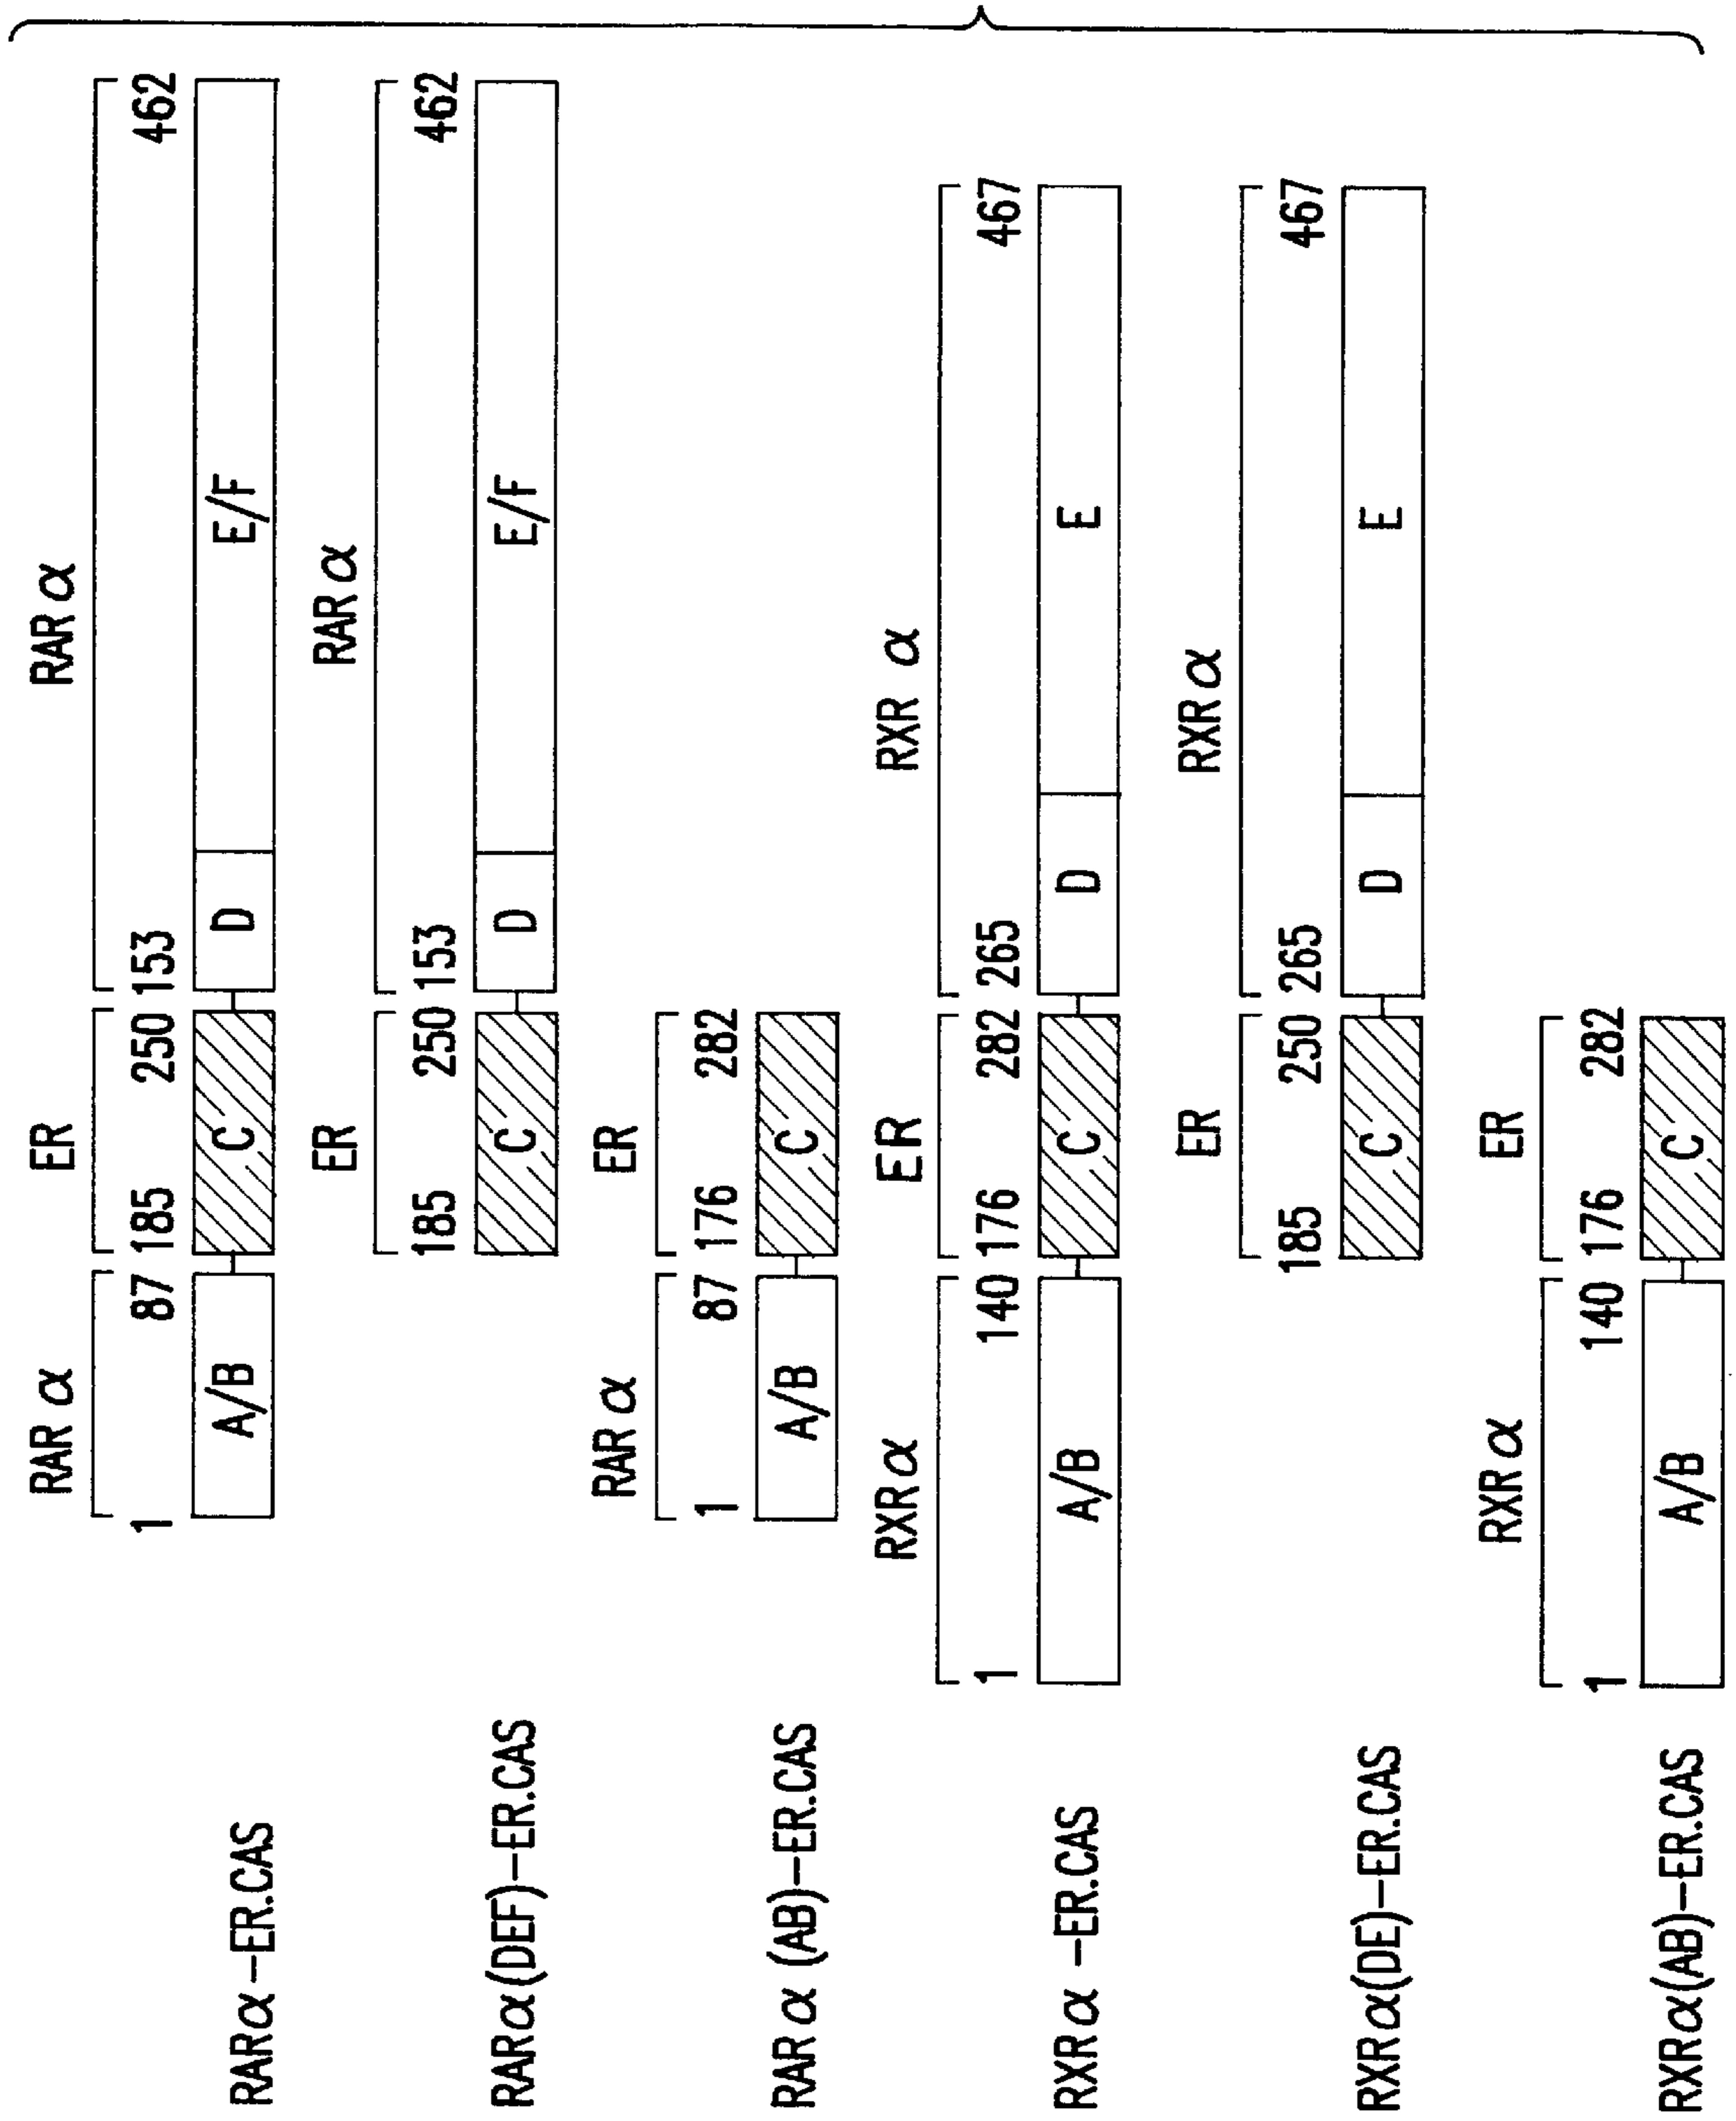 RARα ER RARα
1 87 185 250 153 462
RARα-ER.CAS A/B C D E/F
ER RARα
185 250 153 462
RARα(DEF)-ER.CAS C D E/F
RARα ER
1 87 176 282
RARα (AB)-ER.CAS A/B C
RXRα ER RXR α
1 140 176 282 265 467
RXRα -ER.CAS A/B C D E
ER RXRα
185 250 265 467
RXRα(DE)-ER.CAS C D E
RXRα ER
1 140 176 282
RXRα(AB)-ER.CAS A/B C